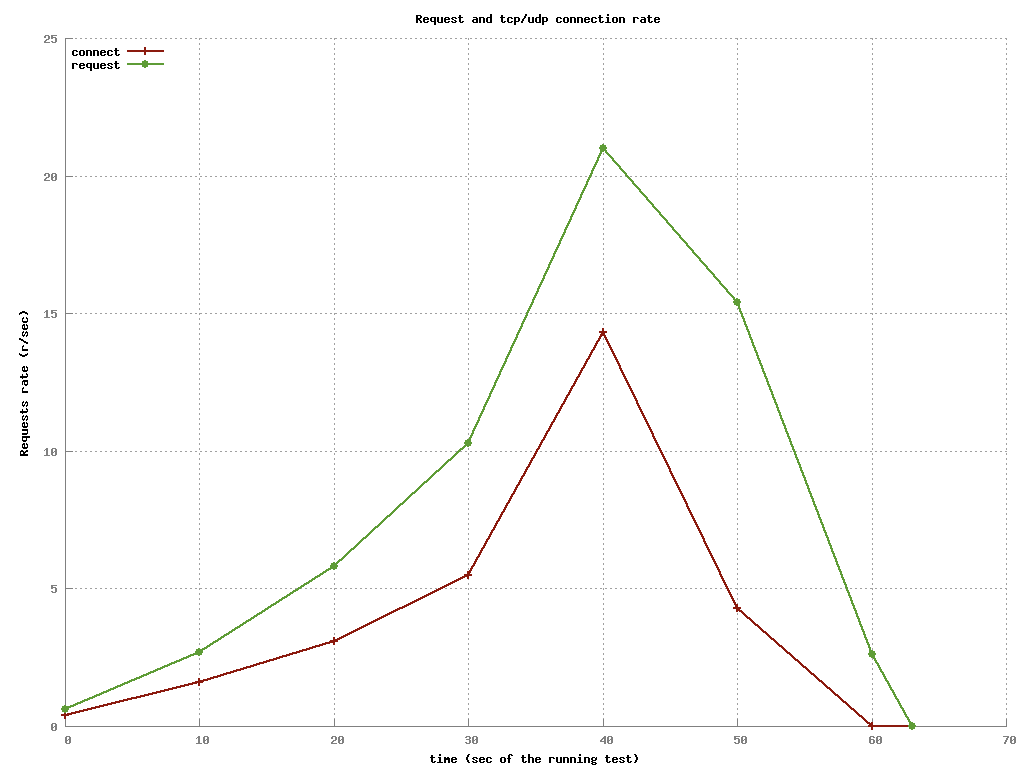 Request and tcp/udp connection rate
connect
request
25
20
15
10
5
0
Requests rate (r/sec)
0 10 20 30 40 50 60 70
time (sec of the running test)